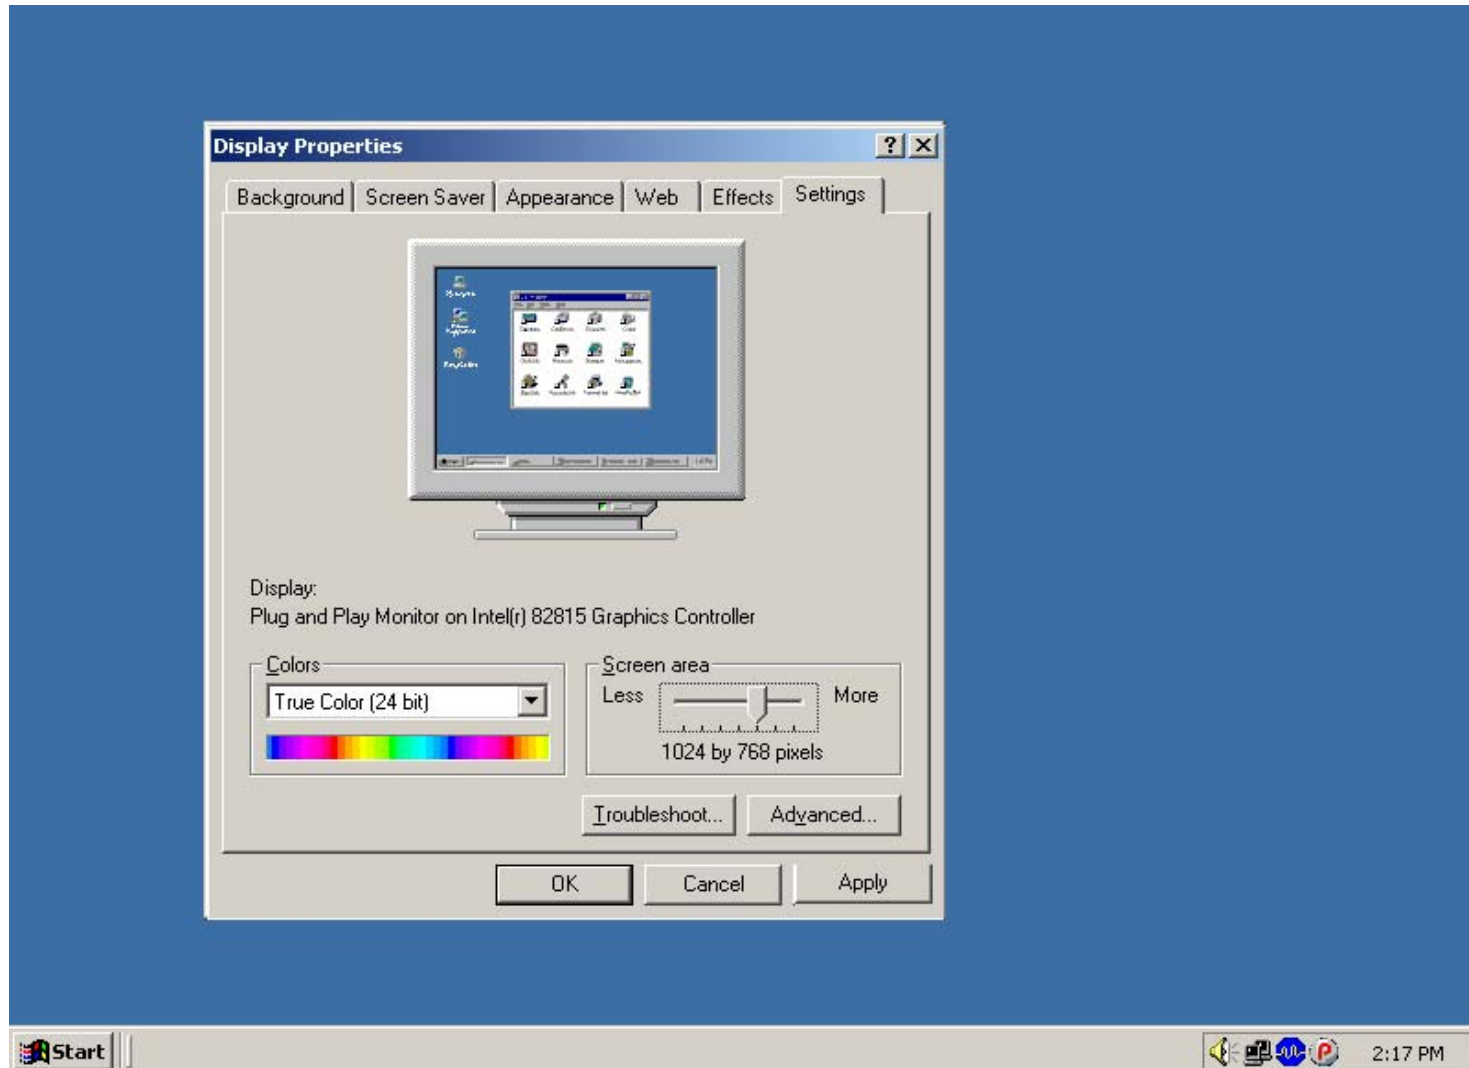 Display Properties
Background Screen Saver Appearance Web Effects Settings
Display:
Plug and Play Monitor on Intel(r) 82815 Graphics Controller
Colors
True Color (24 bit)
Screen area
Less More
1024 by 768 pixels
Troubleshoot... Advanced...
OK Cancel Apply
Start 2:17 PM